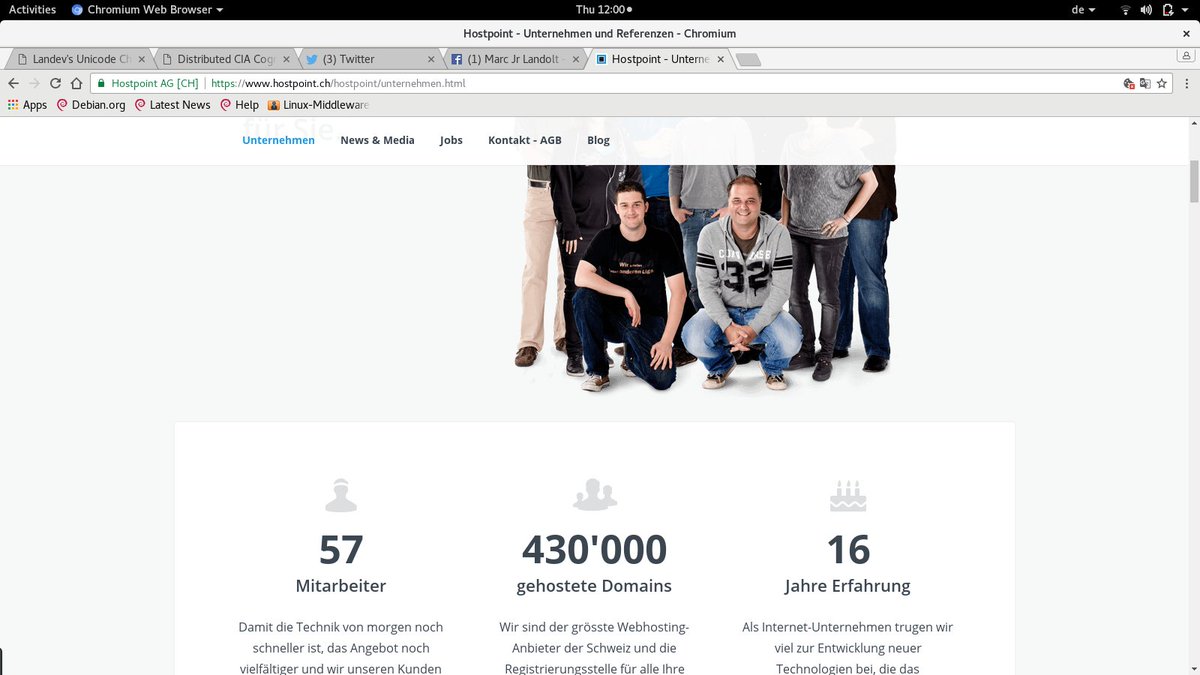 Activities
Chromium Web Browser
Thu 12:00
de
Hostpoint - Unternehmen und Referenzen - Chromium
Landev's Unicode Ch
Distributed CIA Cog
(3) Twitter
(1) Marc Jr Landolt -
Hostpoint - Unterne
Hostpoint AG [CH]
https://www.hostpoint.ch/hostpoint/unternehmen.html
Apps
Debian.org
Latest News
Help
Linux-Middleware
für Sie
Unternehmen
News & Media
Jobs
Kontakt - AGB
Blog
32
57
Mitarbeiter
Damit die Technik von morgen noch
schneller ist, das Angebot noch
vielfältiger und wir unseren Kunden
430'000
gehostete Domains
Wir sind der grösste Webhosting-
Anbieter der Schweiz und die
Registrierungsstelle für alle Ihre
16
Jahre Erfahrung
Als Internet-Unternehmen trugen wir
viel zur Entwicklung neuer
Technologien bei, die das